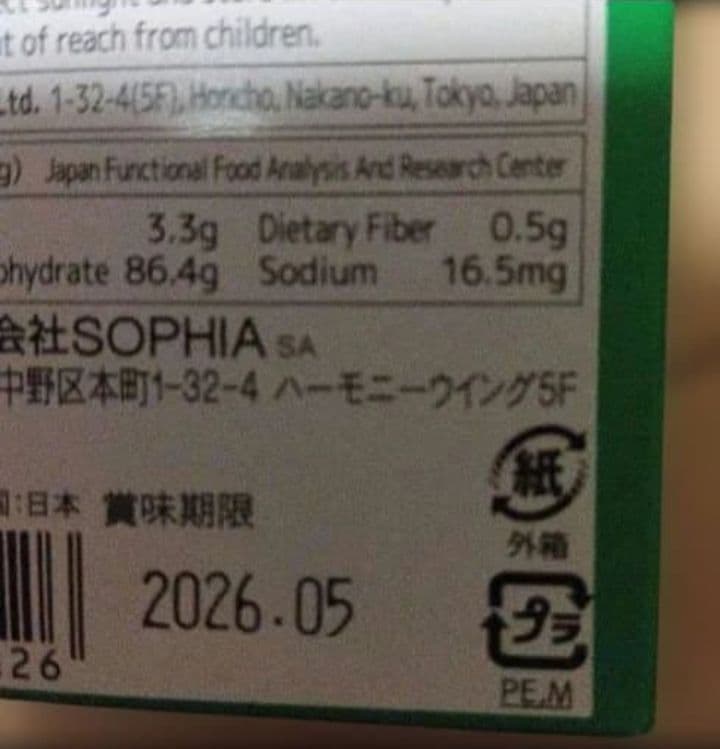 t of reach from children.
Ltd. 1-32-4(5F), Honcho, Nakano-ku, Tokyo, Japan
g) Japan Functional Food Analysis And Research Center
3.3g Dietary Fiber 0.5g
ohydrate 86.4g Sodium 16.5mg
会社SOPHIA SA
中野区本町1-32-4 ハーモニーウイング5F
紙
:日本 賞味期限
外箱
2026.05
プラ
26
PE,M